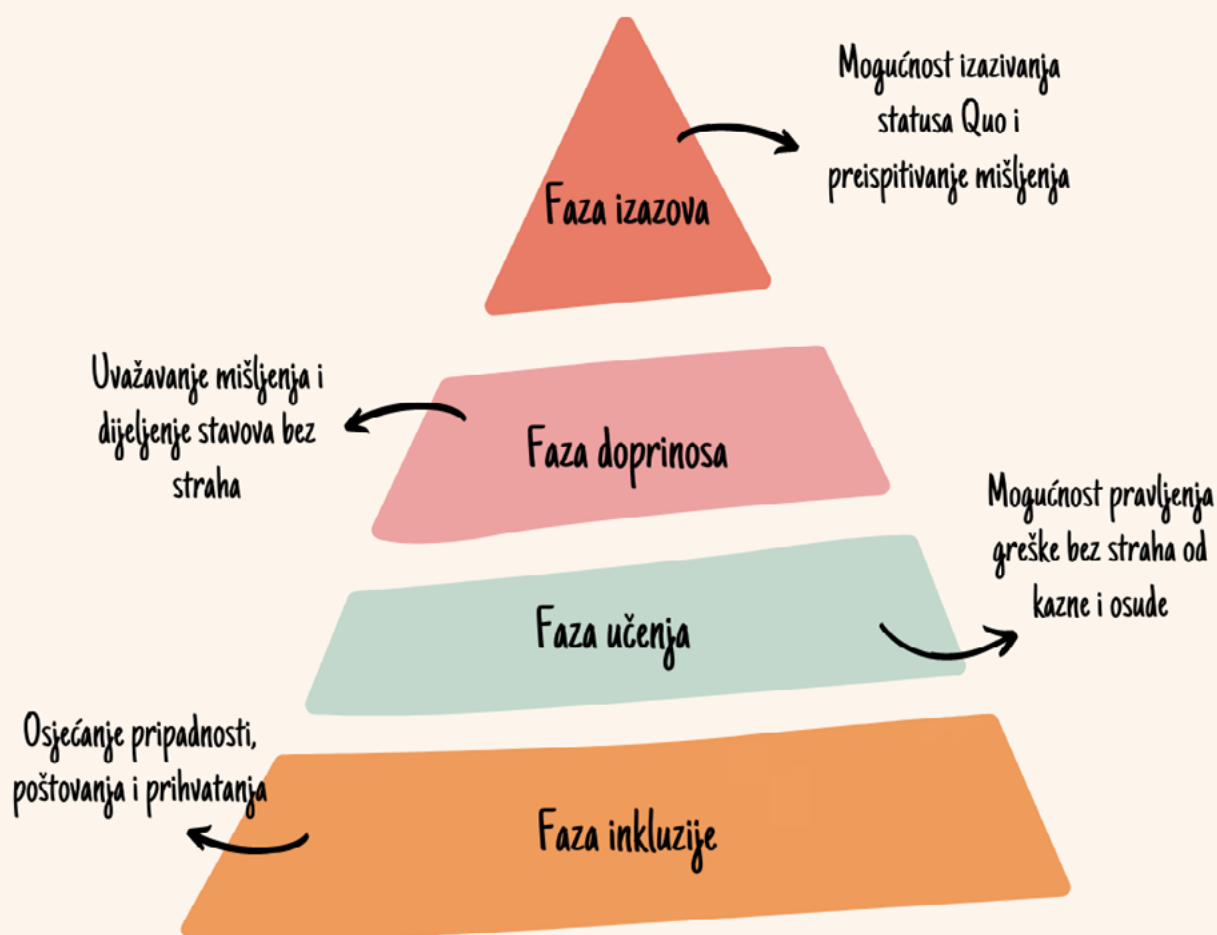 Mogućnost izazivanja
statusa Quo i
preispitivanje mišljenja
Faza izazova
Uvažavanje mišljenja i
dijeljenje stavova bez
straha
Faza doprinosa
Mogućnost pravljenja
greške bez straha od
kazne i osude
Faza učenja
Osjećanje pripadnosti,
poštovanja i prihvatanja
Faza inkluzije